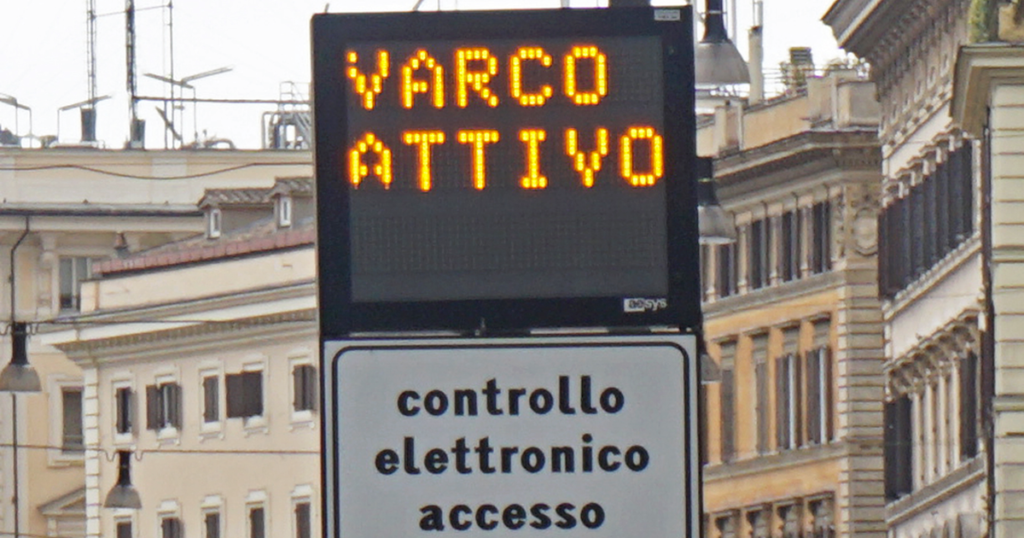 VARCO
ATTIVO
aesys
controllo
elettronico
accesso